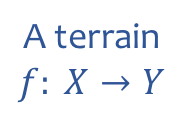 A terrain
f: X → Y